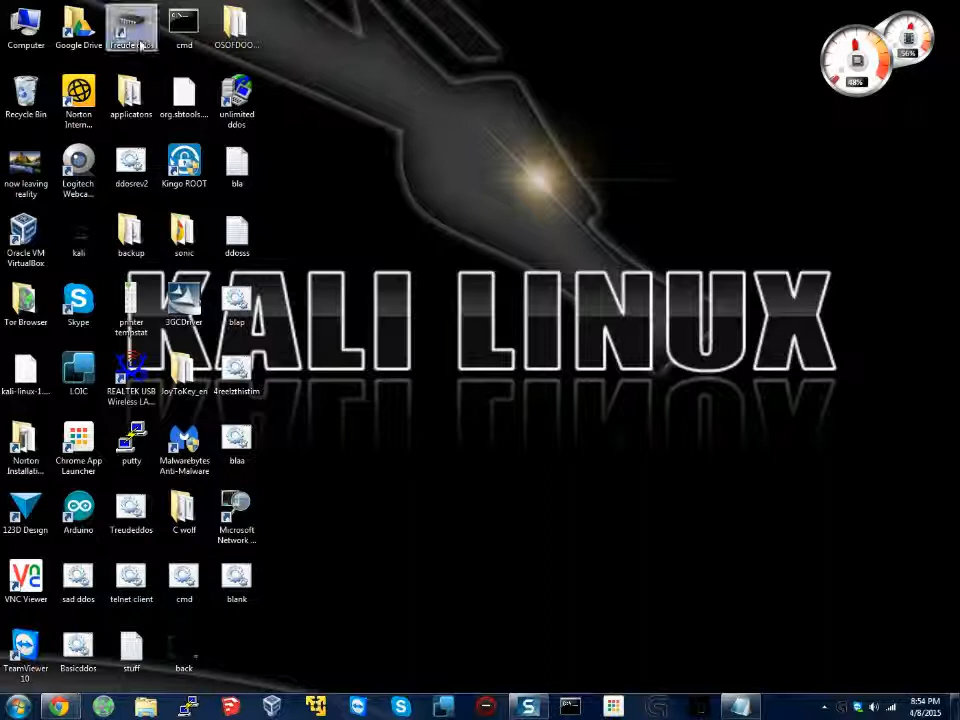 Computer
Google Drive
cmd
OSOFDOO...
48%
56%
Recycle Bin
Norton
Intern...
applicatons
org.sbtools....
unlimited
ddos
now leaving
reality
Logitech
Webca...
ddosrev2
Kingo ROOT
bla
Oracle VM
VirtualBox
kali
backup
sonic
ddosss
Tor Browser
Skype
printer
tempstat
3GCDriver
blap
KALI LINUX
kali-linux-1....
LOIC
REALTEK USB
Wireless LA...
JoyToKey_en
4reelzthistim
Norton
Installati...
Chrome App
Launcher
putty
Malwarebytes
Anti-Malware
blaa
123D Design
Arduino
Treudeddos
C wolf
Microsoft
Network ...
VNC Viewer
sad ddos
telnet client
cmd
blank
TeamViewer
10
Basicddos
stuff
back
8:54 PM
4/8/2015